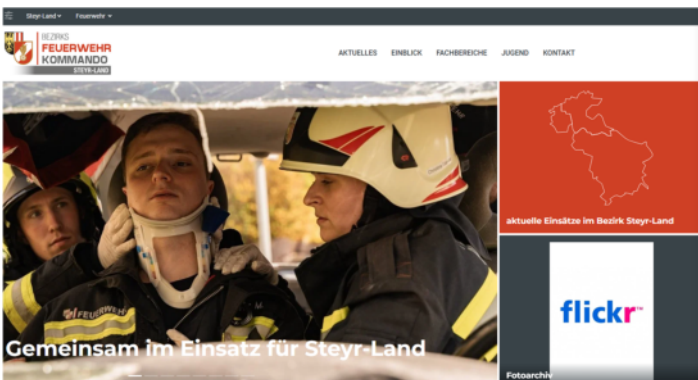 Steyr-Land
Feuerwehr
BEZIRKS
FEUERWEHR
KOMMANDO
STEYR-LAND
AKTUELLES EINBLICK FACHBEREICHE JUGEND KONTAKT
FEUERWEHR
Gemeinsam im Einsatz für Steyr-Land
aktuelle Einsätze im Bezirk Steyr-Land
flickr
Fotoarchiv